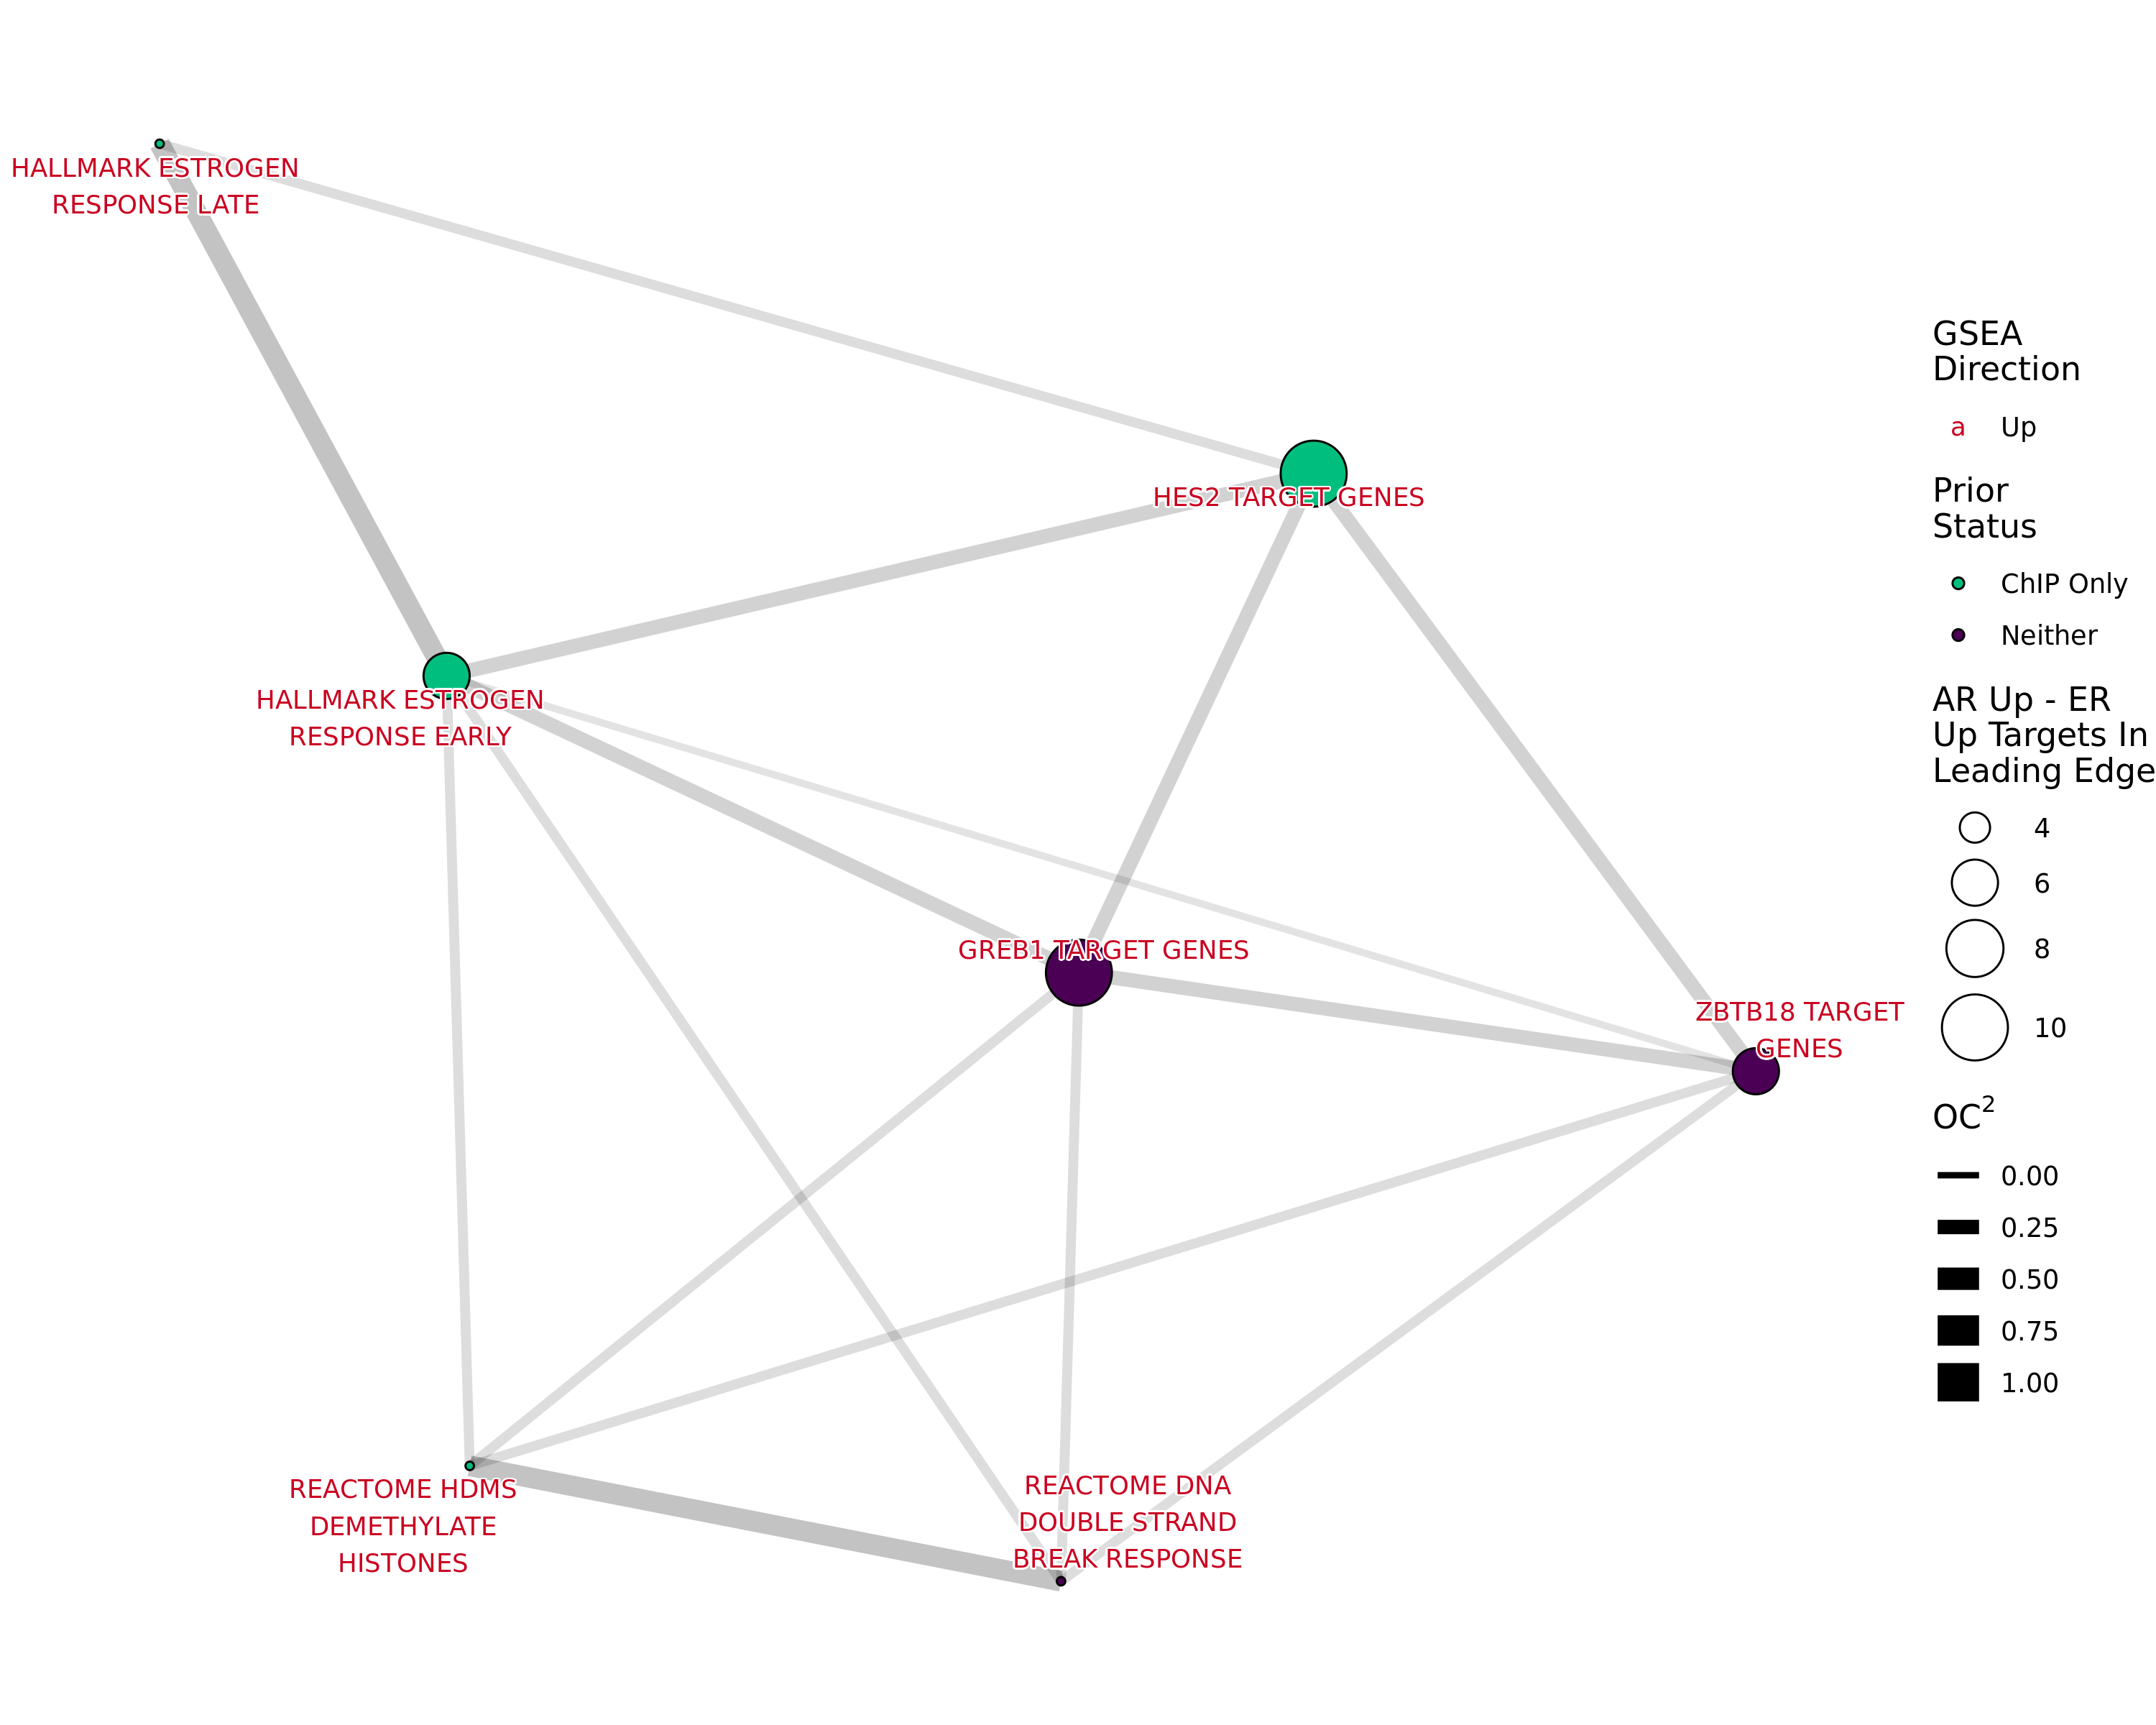 HALLMARK ESTROGEN
RESPONSE LATE
HES2 TARGET GENES
HALLMARK ESTROGEN
RESPONSE EARLY
GREB1 TARGET GENES
ZBTB18 TARGET
GENES
REACTOME HDMS
DEMETHYLATE
HISTONES
REACTOME DNA
DOUBLE STRAND
BREAK RESPONSE
GSEA
Direction
a Up
Prior
Status
ChIP Only
Neither
AR Up - ER
Up Targets In
Leading Edge
4
6
8
10
OC²
0.00
0.25
0.50
0.75
1.00